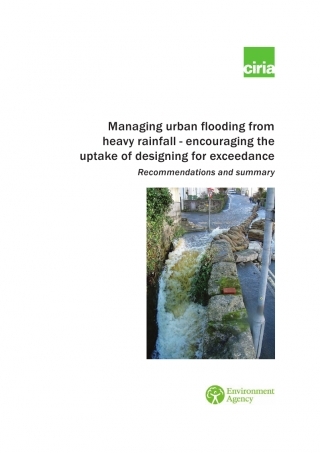 ciria
Managing urban flooding from
heavy rainfall - encouraging the
uptake of designing for exceedance
Recommendations and summary
Environment
Agency